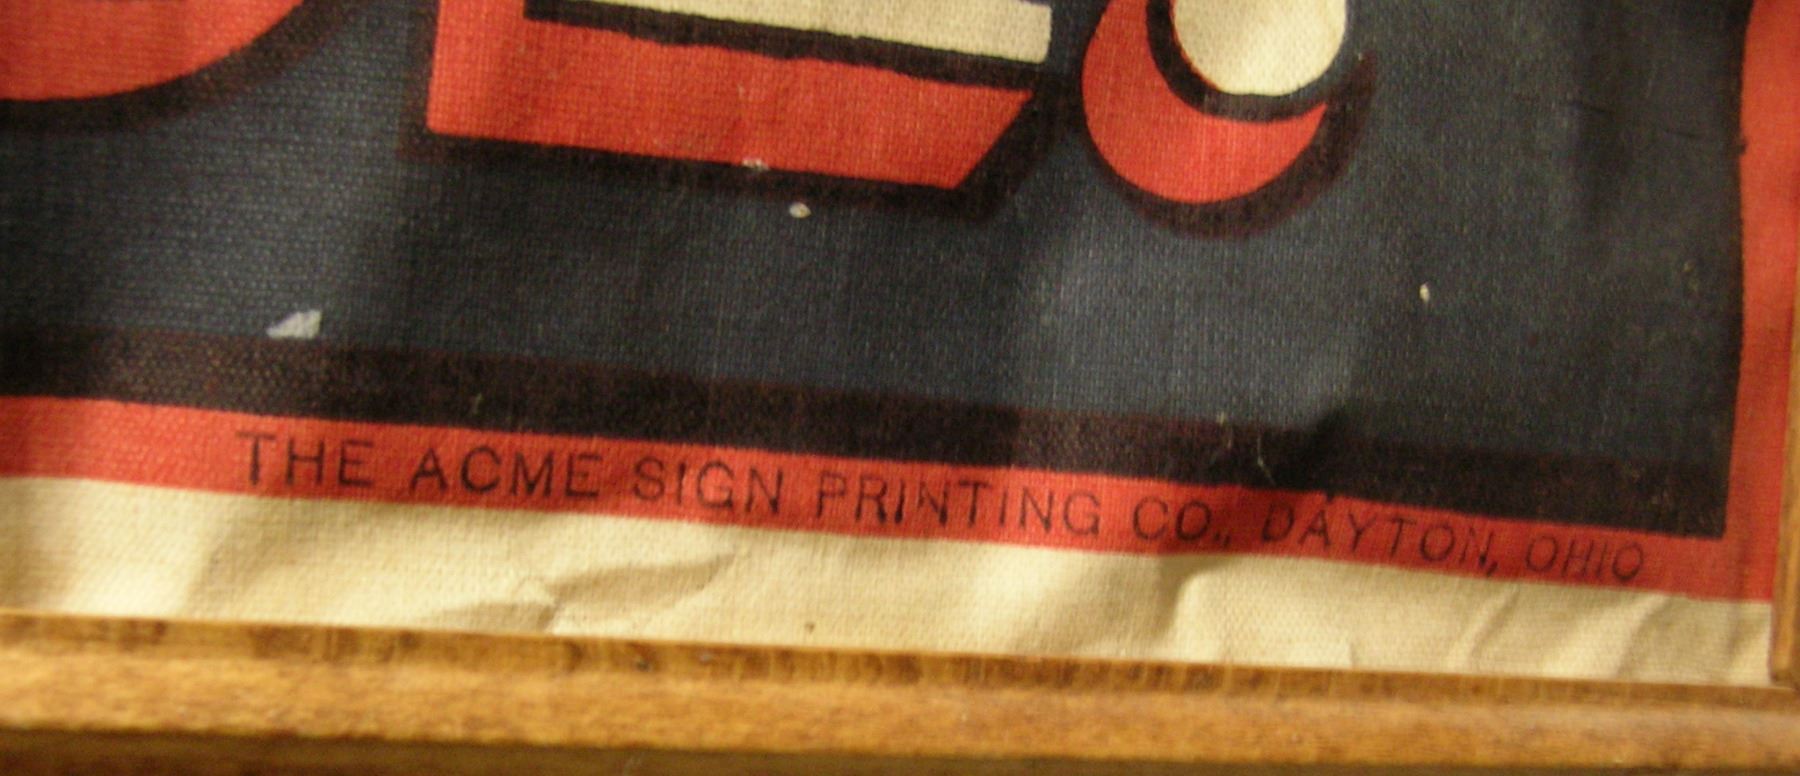 THE ACME SIGN PRINTING CO., DAYTON, OHIO